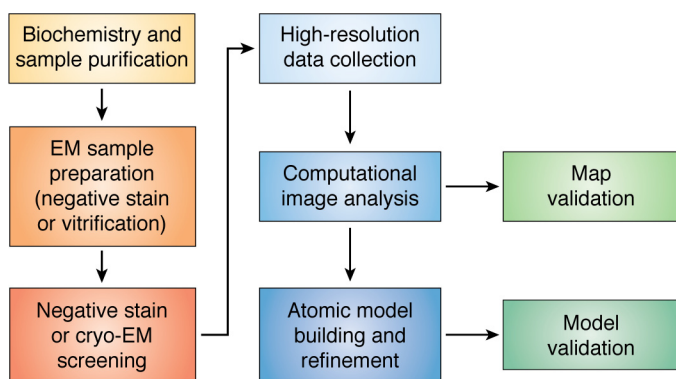 Biochemistry and
sample purification
EM sample
preparation
(negative stain
or vitrification)
Negative stain
or cryo-EM
screening
High-resolution
data collection
Computational
image analysis
Atomic model
building and
refinement
Map
validation
Model
validation